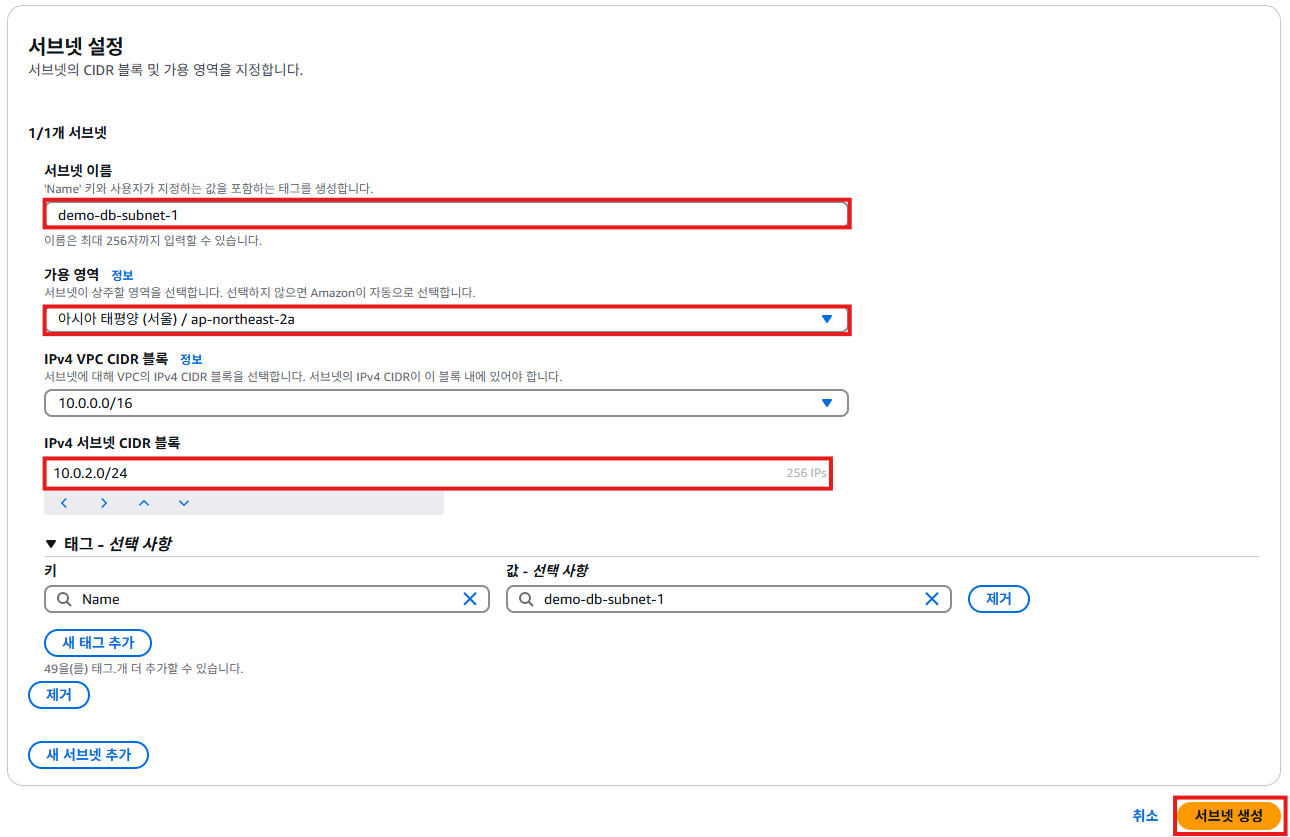 서브넷 설정
서브넷의 CIDR 블록 및 가용 영역을 지정합니다.
1/1개 서브넷
서브넷 이름
'Name' 키와 사용자가 지정하는 값을 포함하는 태그를 생성합니다.
demo-db-subnet-1
이름은 최대 256자까지 입력할 수 있습니다.
가용 영역 정보
서브넷이 상주할 영역을 선택합니다. 선택하지 않으면 Amazon이 자동으로 선택합니다.
아시아 태평양 (서울) / ap-northeast-2a
IPv4 VPC CIDR 블록 정보
서브넷에 대해 VPC의 IPv4 CIDR 블록을 선택합니다. 서브넷의 IPv4 CIDR이 이 블록 내에 있어야 합니다.
10.0.0.0/16
IPv4 서브넷 CIDR 블록
10.0.2.0/24 256 IPs
태그 - 선택 사항
키 값 - 선택 사항
Name demo-db-subnet-1 제거
새 태그 추가
49을(를) 태그.개 더 추가할 수 있습니다.
제거
새 서브넷 추가
취소 서브넷 생성